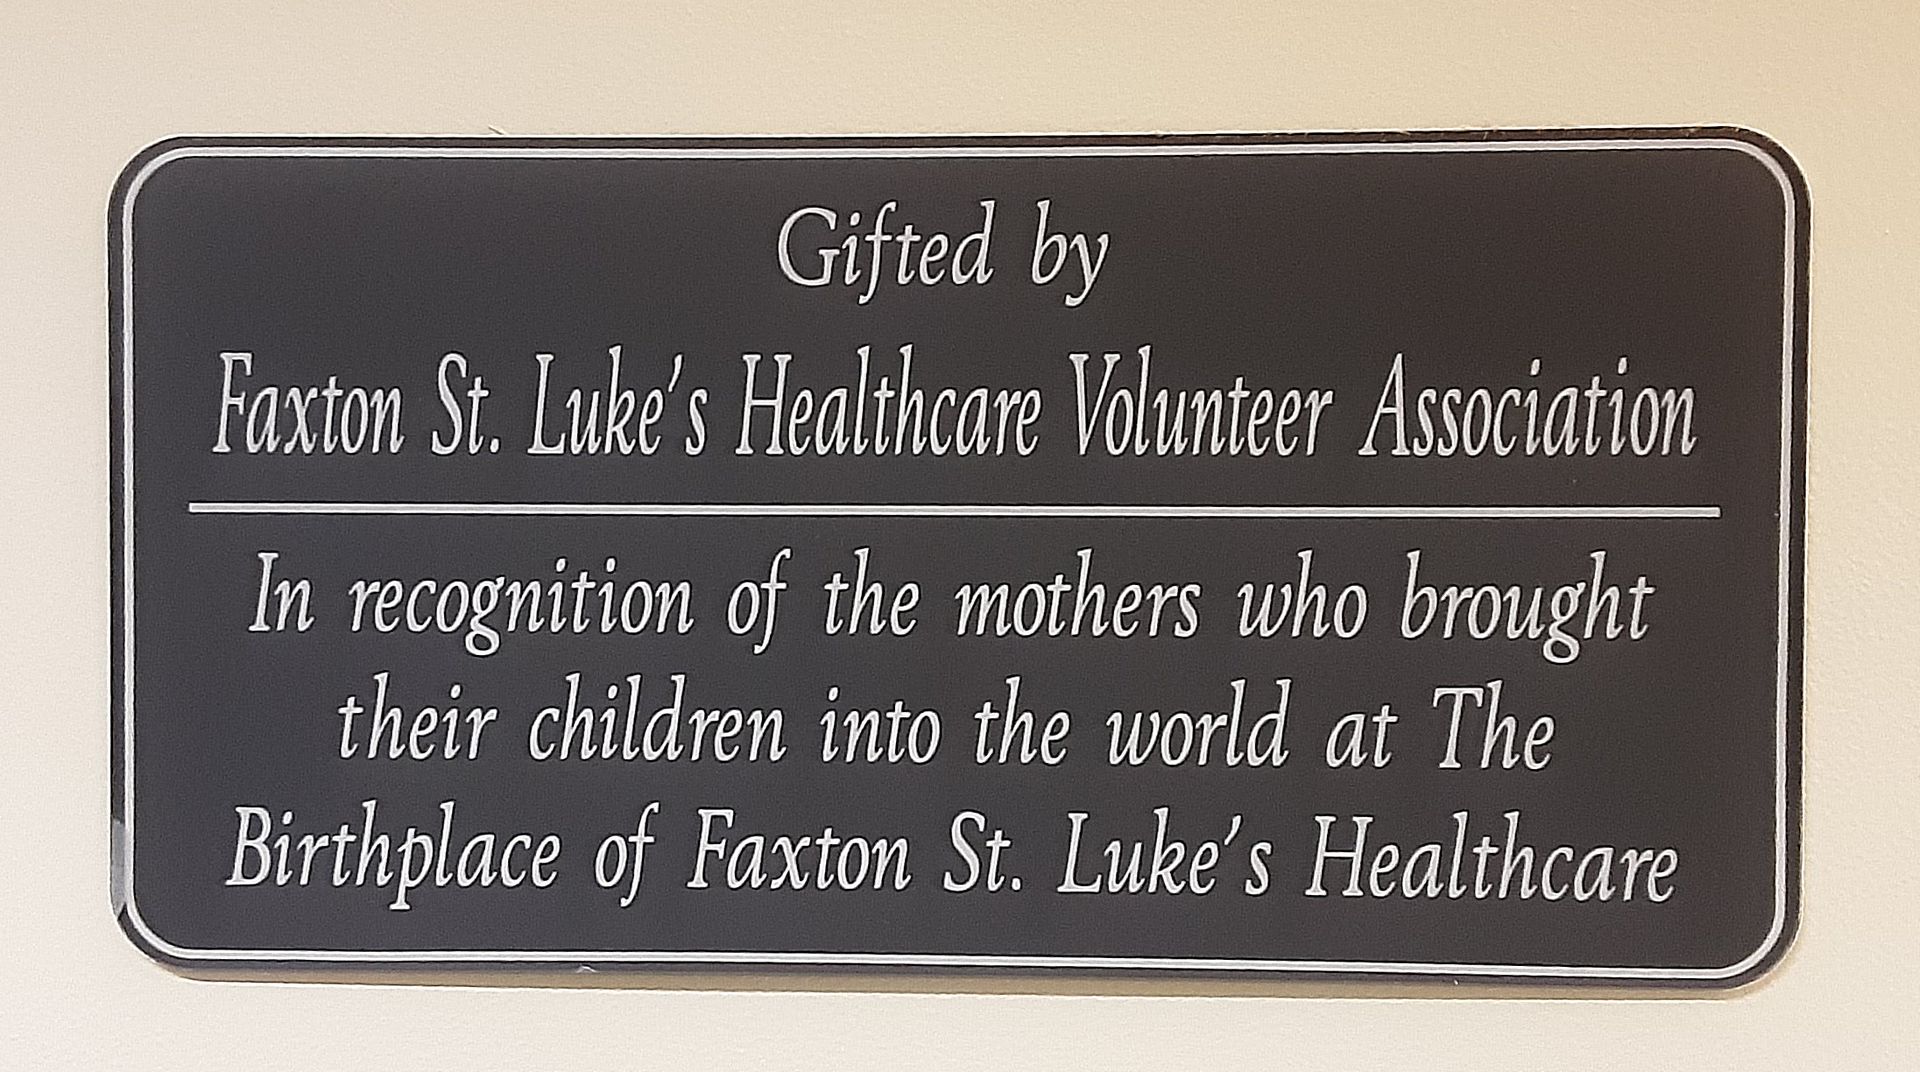 Gifted by
Faxton St. Luke's Healthcare Volunteer Association
In recognition of the mothers who brought
their children into the world at The
Birthplace of Faxton St. Luke's Healthcare